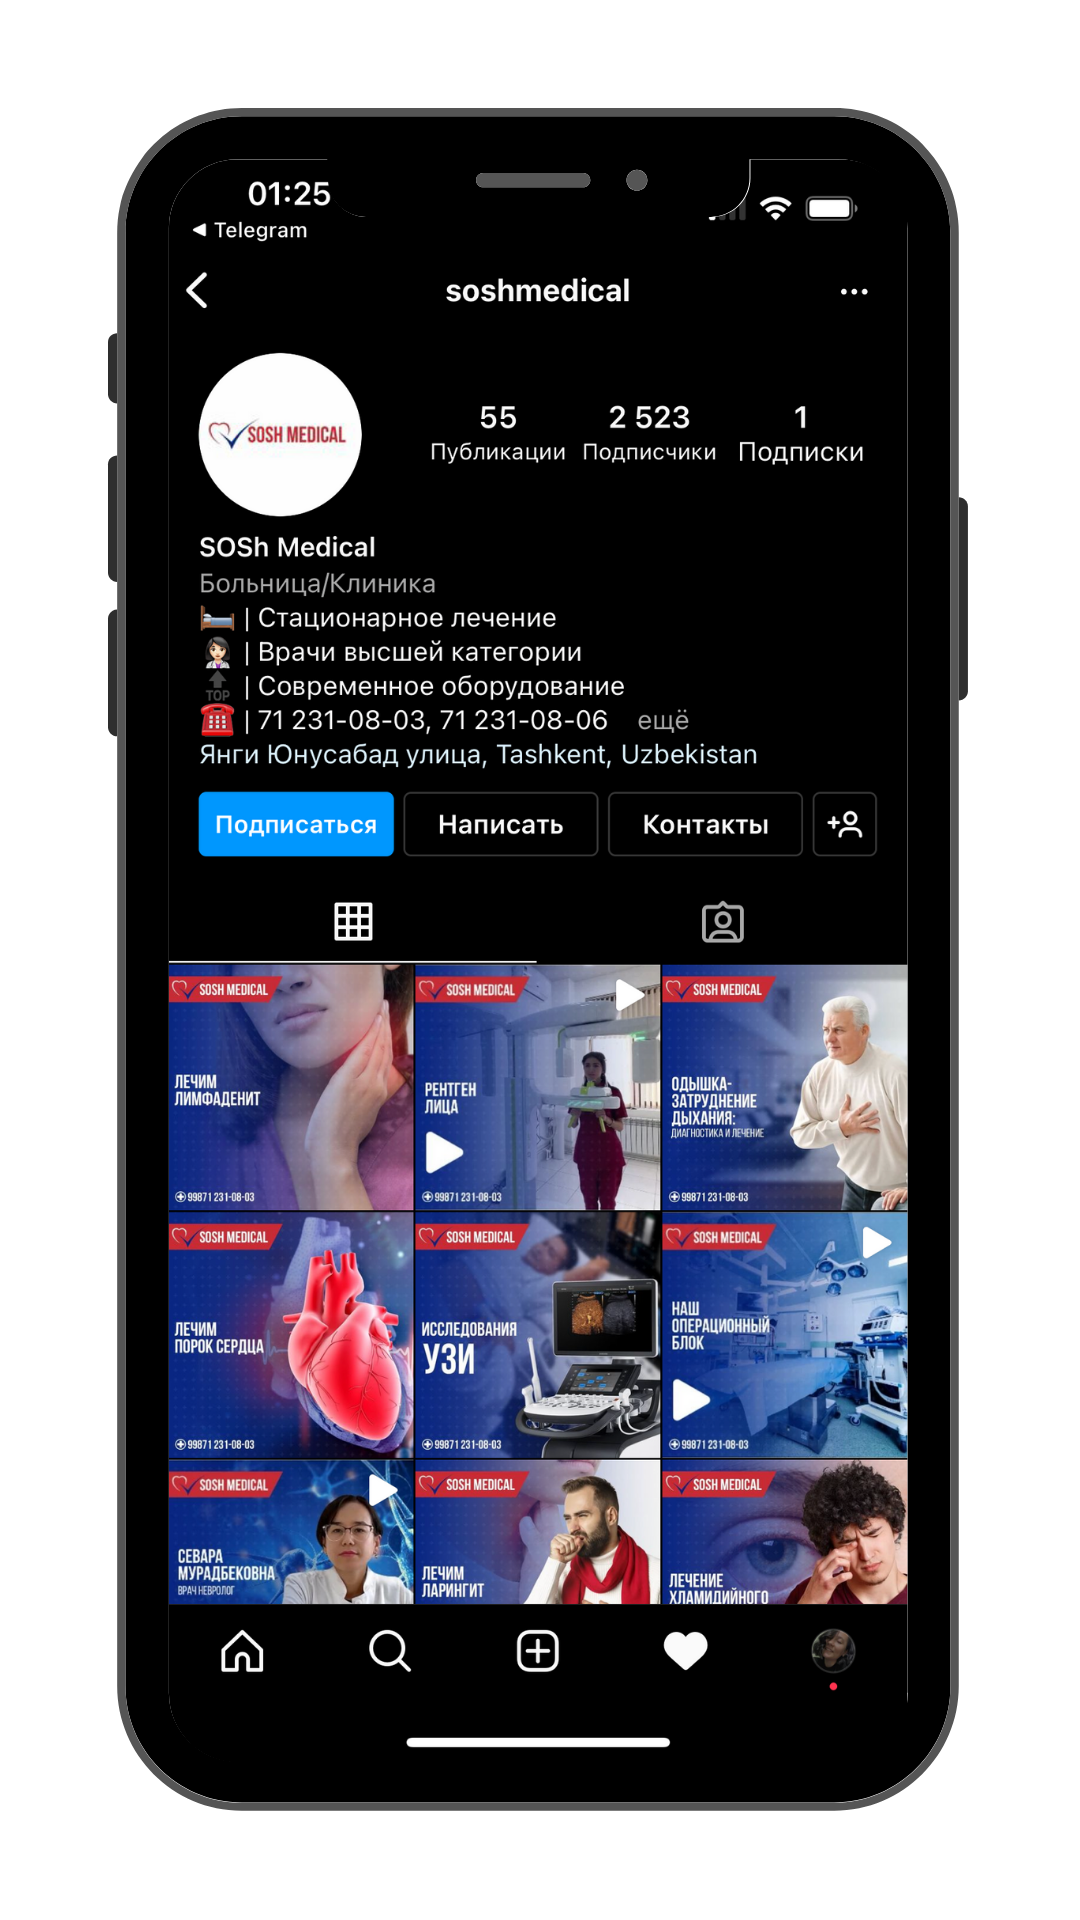 01:25
◀ Telegram
soshmedical
SOSH MEDICAL
55
Публикации
2 523
Подписчики
1
Подписки
SOSh Medical
Больница/Клиника
| Стационарное лечение
| Врачи высшей категории
TOP | Современное оборудование
| 71 231-08-03, 71 231-08-06 ещё
Янги Юнусабад улица, Tashkent, Uzbekistan
Подписаться
Написать
Контакты
SOSH MEDICAL
ЛЕЧИМ
ЛИМФАДЕНИТ
99871 231-08-03
SOSH MEDICAL
РЕНТГЕН
ЛИЦА
99871 231-08-03
SOSH MEDICAL
ОДЫШКА-
ЗАТРУДНЕНИЕ
ДЫХАНИЯ:
ДИАГНОСТИКА И ЛЕЧЕНИЕ
99871 231-08-03
SOSH MEDICAL
ЛЕЧИМ
ПОРОК СЕРДЦА
99871 231-08-03
SOSH MEDICAL
ИССЛЕДОВАНИЯ
УЗИ
99871 231-08-03
SOSH MEDICAL
НАШ
ОПЕРАЦИОННЫЙ
БЛОК
99871 231-08-03
SOSH MEDICAL
СЕВАРА
МУРАДБЕКОВНА
ВРАЧ НЕВРОЛОГ
SOSH MEDICAL
ЛЕЧИМ
ЛАРИНГИТ
SOSH MEDICAL
ЛЕЧЕНИЕ
ХЛАМИДИЙНОГО